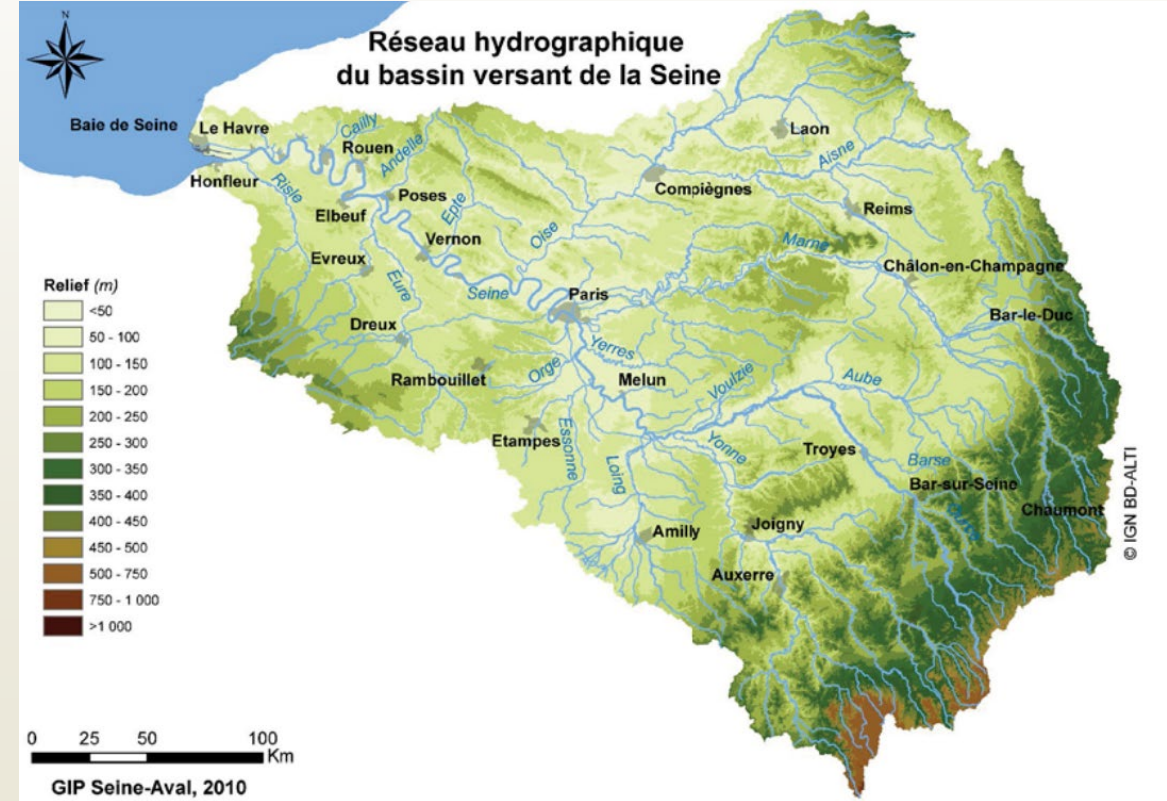 Réseau hydrographique
du bassin versant de la Seine
Baie de Seine
Le Havre
Honfleur
Risle
Cailly
Rouen
Andelle
Elbeuf
Poses
Epte
Vernon
Evreux
Eure
Oise
Seine
Paris
Dreux
Rambouillet
Orge
Yerres
Melun
Etampes
Essonne
Loing
Voulzie
Yonne
Amilly
Joigny
Auxerre
Laon
Aisne
Compiègnes
Reims
Marne
Châlon-en-Champagne
Bar-le-Duc
Aube
Troyes
Barse
Bar-sur-Seine
Chaumont
Relief (m)
<50
50 - 100
100 - 150
150 - 200
200 - 250
250 - 300
300 - 350
350 - 400
400 - 450
450 - 500
500 - 750
750 - 1 000
>1 000
0 25 50 100
Km
GIP Seine-Aval, 2010
© IGN BD-ALTI